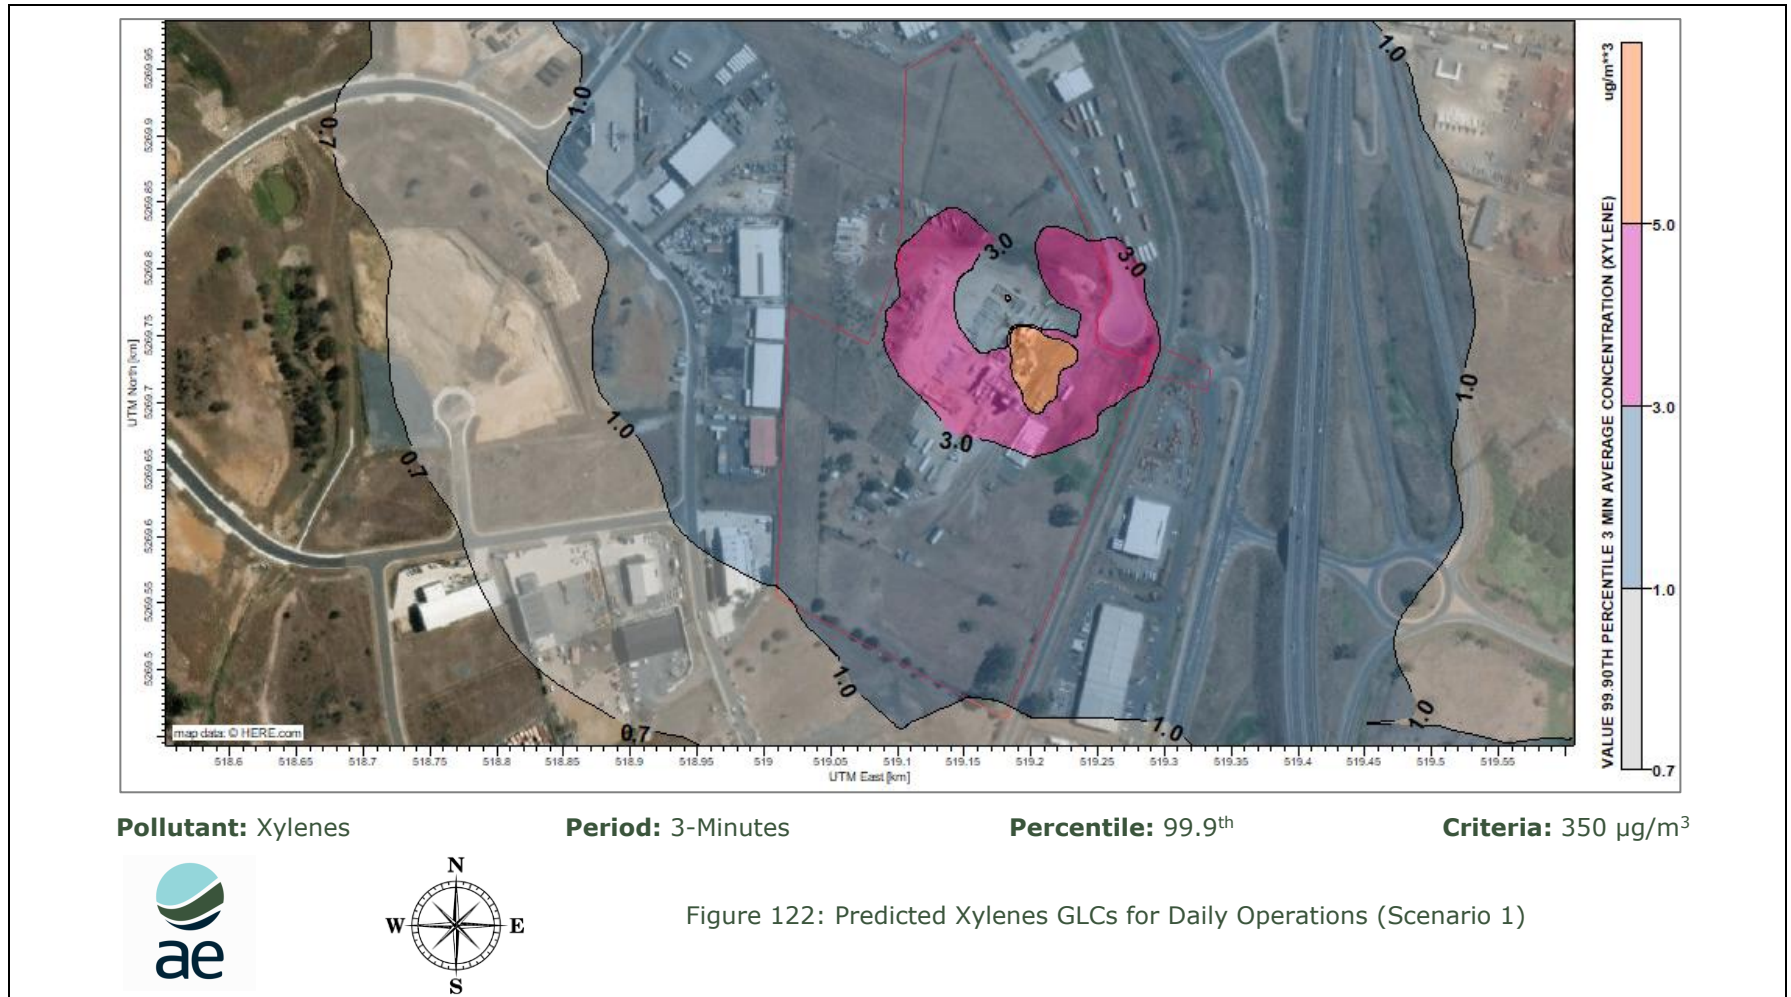 1.0
1.0
0.7
3.0
3.0
1.0
1.0
3.0
0.7
1.0
1.0
1.0
0.7
map data: © HERE.com
UTM North [km]
5269.95
5269.9
5269.85
5269.8
5269.75
5269.7
5269.65
5269.6
5269.55
5269.5
518.6 518.65 518.7 518.75 518.8 518.85 518.9 518.95 519 519.05 519.1 519.15 519.2 519.25 519.3 519.35 519.4 519.45 519.5 519.55
UTM East [km]
VALUE 99.90TH PERCENTILE 3 MIN AVERAGE CONCENTRATION (XYLENE) ug/m**3
5.0
3.0
1.0
0.7
Pollutant: Xylenes Period: 3-Minutes Percentile: 99.9th Criteria: 350 µg/m3
ae
N
W E
S
Figure 122: Predicted Xylenes GLCs for Daily Operations (Scenario 1)